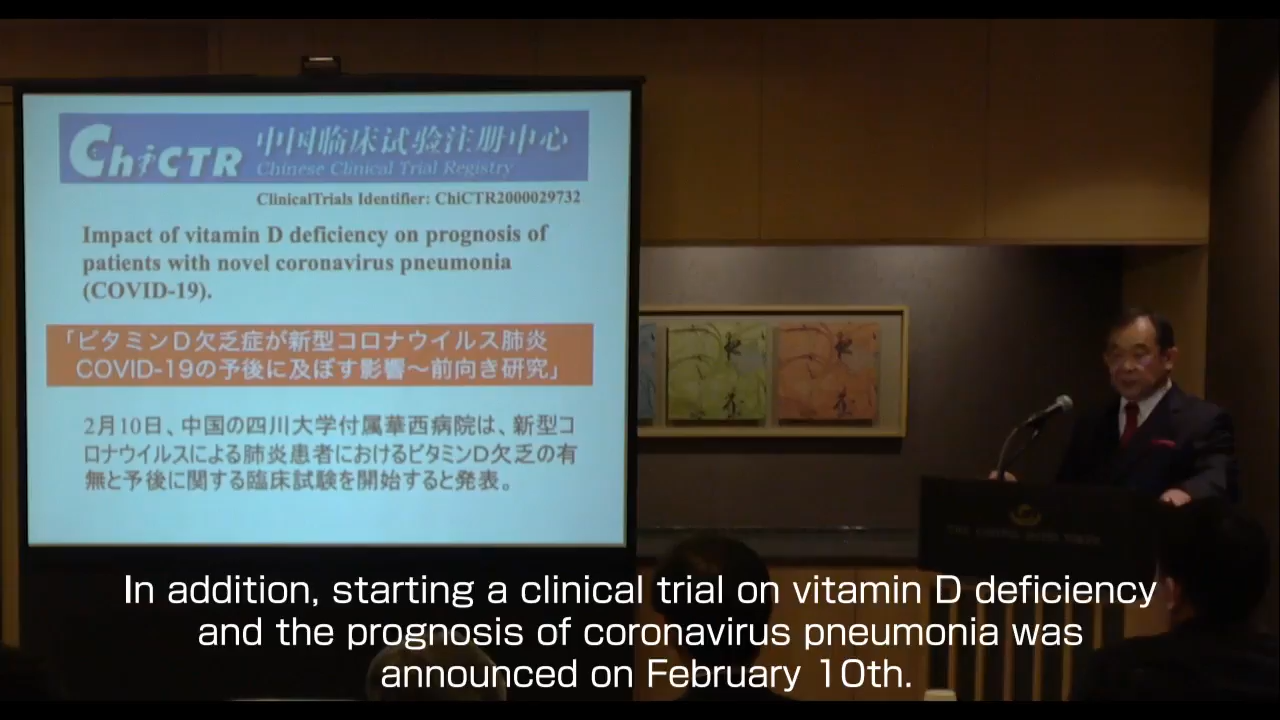 ChiCTR
中国临床试验注册中心
Chinese Clinical Trial Registry
ClinicalTrials Identifier: ChiCTR2000029732
Impact of vitamin D deficiency on prognosis of
patients with novel coronavirus pneumonia
(COVID-19).
「ビタミンD欠乏症が新型コロナウイルス肺炎
COVID-19の予後に及ぼす影響～前向き研究」
2月10日、中国の四川大学付属華西病院は、新型コ
ロナウイルスによる肺炎患者におけるビタミンD欠乏の有
無と予後に関する臨床試験を開始すると発表。
In addition, starting a clinical trial on vitamin D deficiency
and the prognosis of coronavirus pneumonia was
announced on February 10th.